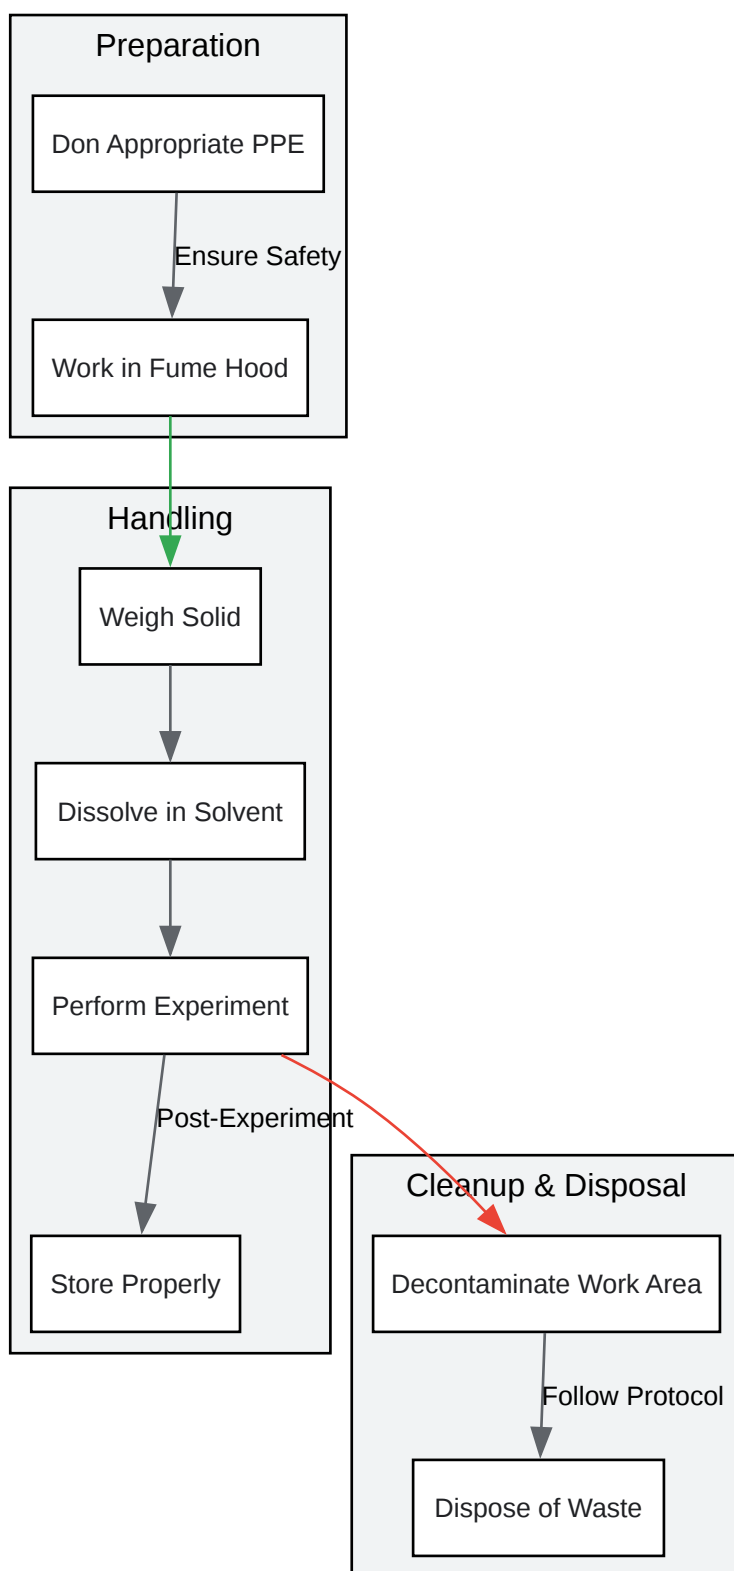 Preparation
Don Appropriate PPE
Ensure Safety
Work in Fume Hood
Handling
Weigh Solid
Dissolve in Solvent
Perform Experiment
Post-Experiment
Store Properly
Cleanup & Disposal
Decontaminate Work Area
Follow Protocol
Dispose of Waste